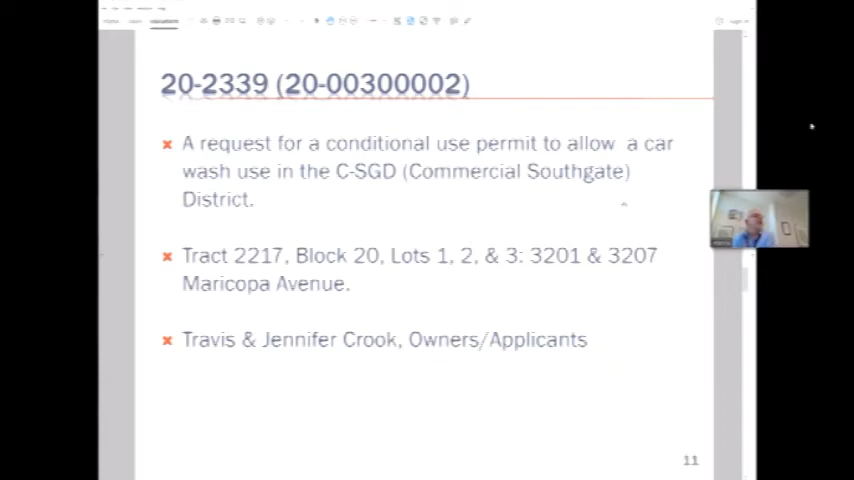 20-2339 (20-00300002)
A request for a conditional use permit to allow a car
wash use in the C-SGD (Commercial Southgate)
District.
Tract 2217, Block 20, Lots 1, 2, & 3: 3201 & 3207
Maricopa Avenue.
Travis & Jennifer Crook, Owners/Applicants
11